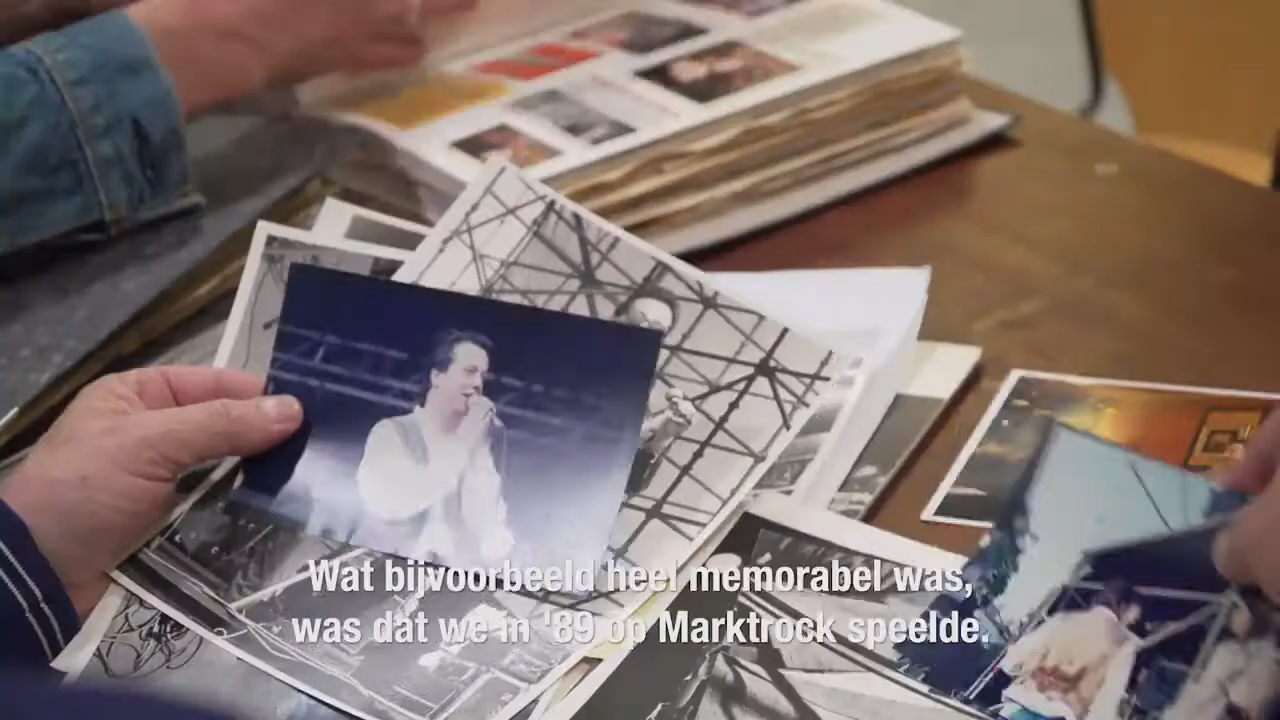 Wat bijvoorbeeld heel memorabel was,
was dat we in '89 op Marktrock speelde.